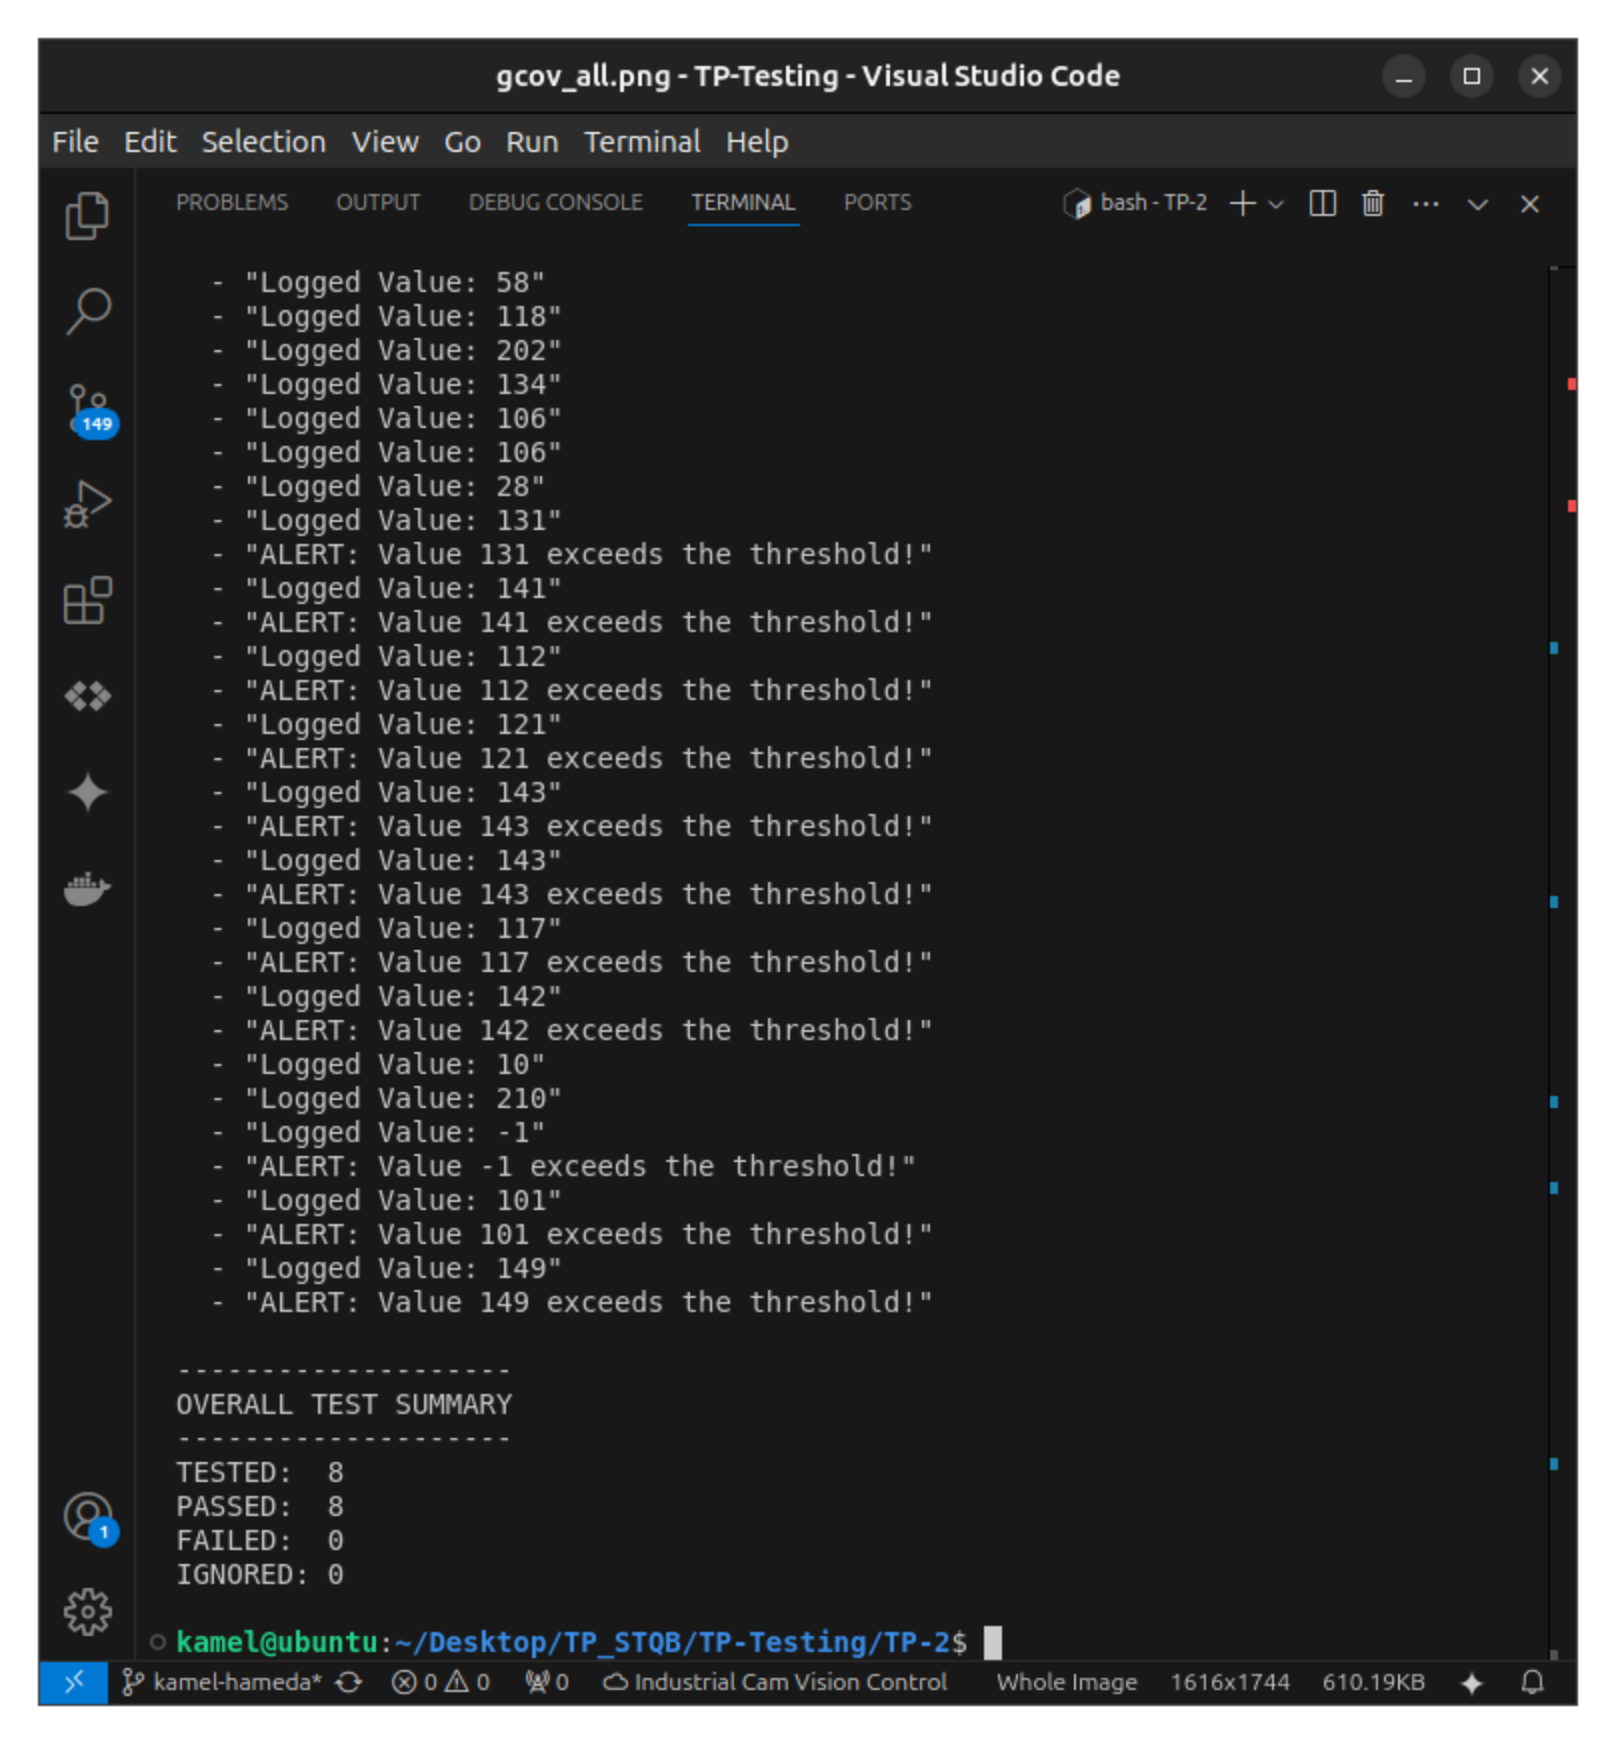 gcov_all.png - TP-Testing - Visual Studio Code
File Edit Selection View Go Run Terminal Help
PROBLEMS OUTPUT DEBUG CONSOLE TERMINAL PORTS bash - TP-2
- "Logged Value: 58"
- "Logged Value: 118"
- "Logged Value: 202"
- "Logged Value: 134"
- "Logged Value: 106"
- "Logged Value: 106"
- "Logged Value: 28"
- "Logged Value: 131"
- "ALERT: Value 131 exceeds the threshold!"
- "Logged Value: 141"
- "ALERT: Value 141 exceeds the threshold!"
- "Logged Value: 112"
- "ALERT: Value 112 exceeds the threshold!"
- "Logged Value: 121"
- "ALERT: Value 121 exceeds the threshold!"
- "Logged Value: 143"
- "ALERT: Value 143 exceeds the threshold!"
- "Logged Value: 143"
- "ALERT: Value 143 exceeds the threshold!"
- "Logged Value: 117"
- "ALERT: Value 117 exceeds the threshold!"
- "Logged Value: 142"
- "ALERT: Value 142 exceeds the threshold!"
- "Logged Value: 10"
- "Logged Value: 210"
- "Logged Value: -1"
- "ALERT: Value -1 exceeds the threshold!"
- "Logged Value: 101"
- "ALERT: Value 101 exceeds the threshold!"
- "Logged Value: 149"
- "ALERT: Value 149 exceeds the threshold!"
--------------------
OVERALL TEST SUMMARY
--------------------
TESTED: 8
PASSED: 8
FAILED: 0
IGNORED: 0
kamel@ubuntu:~/Desktop/TP_STQB/TP-Testing/TP-2$
149
1
kamel-hameda* 0 0 0 Industrial Cam Vision Control Whole Image 1616x1744 610.19KB